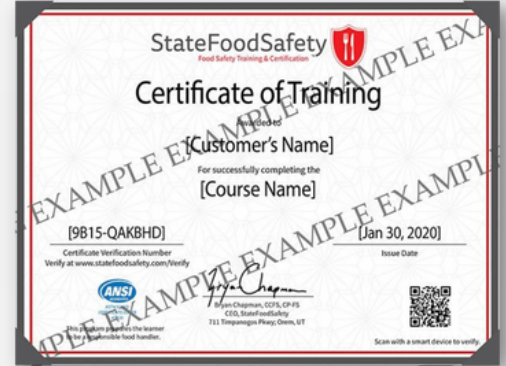 StateFoodSafety
Food Safety Training & Certification
EXAMPLE EXAMPLE EXAMPLE
Certificate of Training
Awarded to
[Customer's Name]
For successfully completing the
[Course Name]
EXAMPLE EXAMPLE EXAMPLE EXAMPLE
[9B15-QAKBHD]
Certificate Verification Number
Verify at www.statefoodsafety.com/Verify
[Jan 30, 2020]
Issue Date
ANSI
Bryan Chapman
Bryan Chapman, CCFS, CP-FS
CEO, StateFoodSafety
711 Timpanogos Pkwy, Orem, UT
This program provides the learner
to be a responsible food handler.
Scan with a smart device to verify.